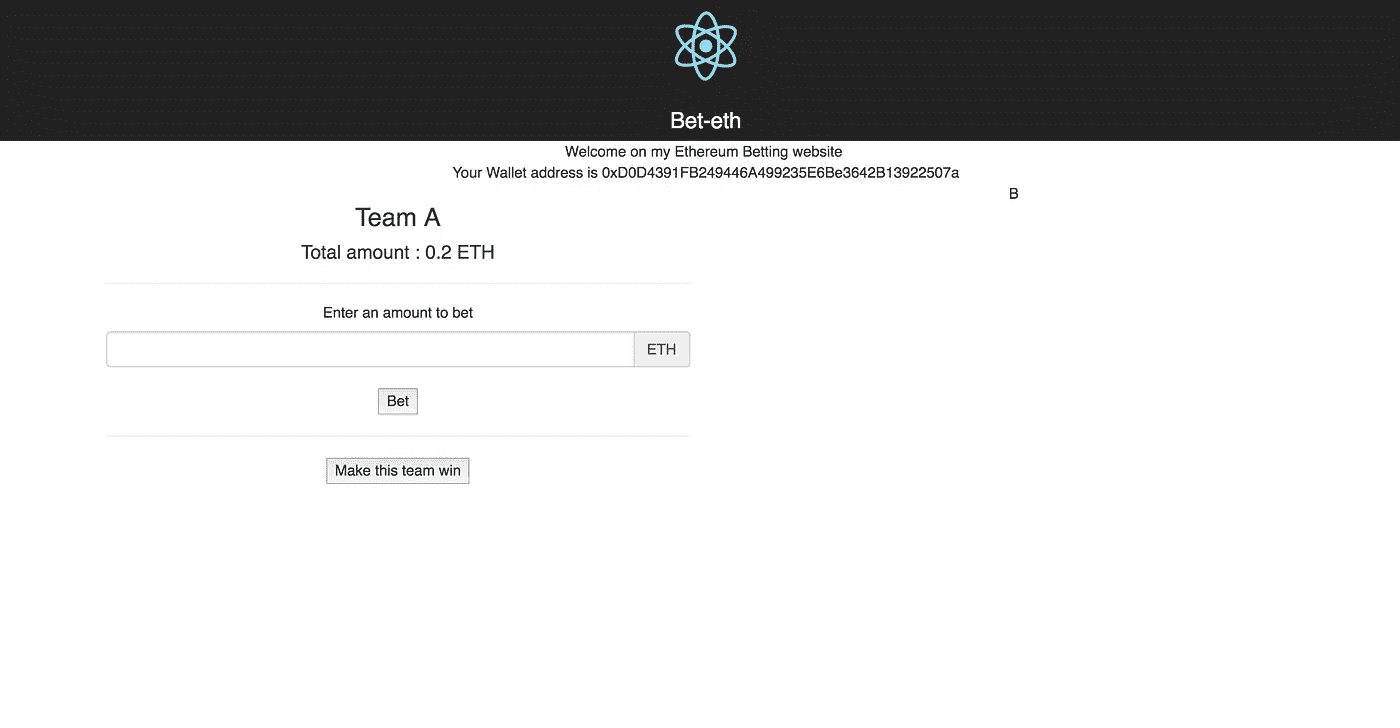 Bet-eth
Welcome on my Ethereum Betting website
Your Wallet address is 0xD0D4391FB249446A499235E6Be3642B13922507a
B
Team A
Total amount : 0.2 ETH
Enter an amount to bet
ETH
Bet
Make this team win